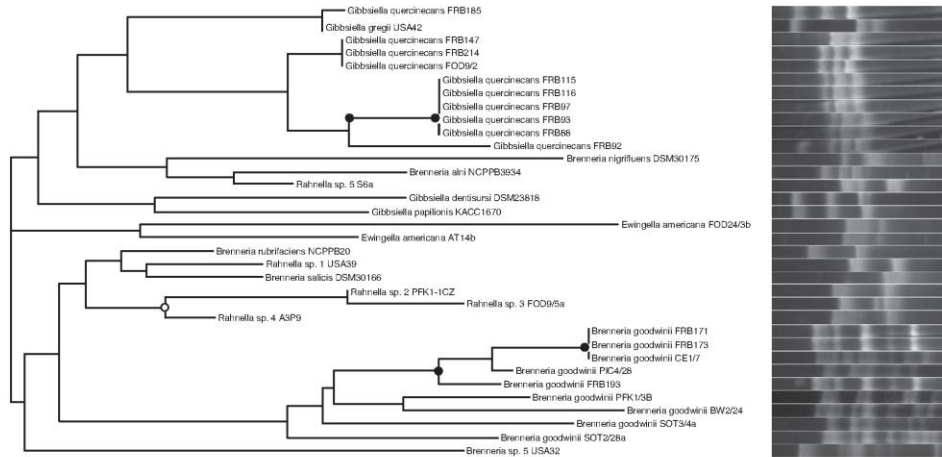 Gibbsiella quercinecans FRB185
Gibbsiella gregii USA42
Gibbsiella quercinecans FRB147
Gibbsiella quercinecans FRB214
Gibbsiella quercinecans FOD9/2
Gibbsiella quercinecans FRB115
Gibbsiella quercinecans FRB116
Gibbsiella quercinecans FRB97
Gibbsiella quercinecans FRB93
Gibbsiella quercinecans FRB88
Gibbsiella quercinecans FRB92
Brenneria nigrifluens DSM30175
Brenneria alni NCPPB3934
Rahnella sp. 5 S6a
Gibbsiella dentisursi DSM23818
Gibbsiella papilionis KACC1670
Ewingella americana FOD24/3b
Ewingella americana AT14b
Brenneria rubrifaciens NCPPB20
Rahnella sp. 1 USA39
Brenneria salicis DSM30166
Rahnella sp. 2 PFK1-1CZ
Rahnella sp. 3 FOD9/5a
Rahnella sp. 4 A3P9
Brenneria goodwinii FRB171
Brenneria goodwinii FRB173
Brenneria goodwinii CE1/7
Brenneria goodwinii PIC4/28
Brenneria goodwinii FRB193
Brenneria goodwinii PFK1/3B
Brenneria goodwinii BW2/24
Brenneria goodwinii SOT3/4a
Brenneria goodwinii SOT2/28a
Brenneria sp. 5 USA32